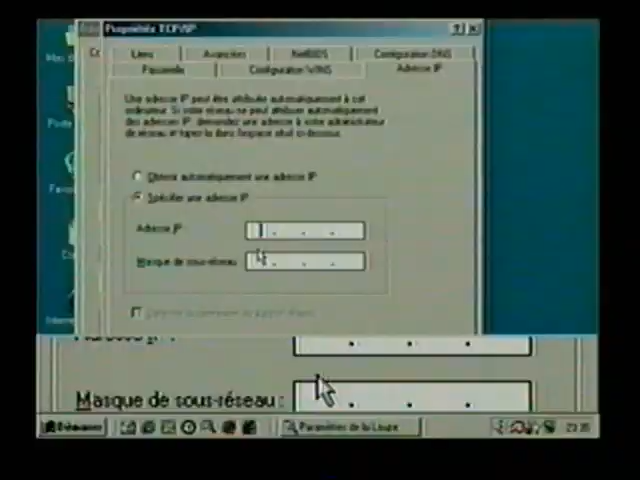 Propriétés TCP/IP
Liens Avancées NetBIOS Configuration DNS
Passerelle Configuration WINS Adresse IP
Une adresse IP peut être attribuée automatiquement à cet
ordinateur. Si votre réseau ne peut attribuer automatiquement
des adresses IP, demandez une adresse à votre administrateur
de réseau et tapez-la dans l'espace situé ci-dessous.
Obtenir automatiquement une adresse IP
Spécifier une adresse IP
Adresse IP
Masque de sous-réseau
Masque de sous-réseau :
Démarrer
Paramètres de la Loupe